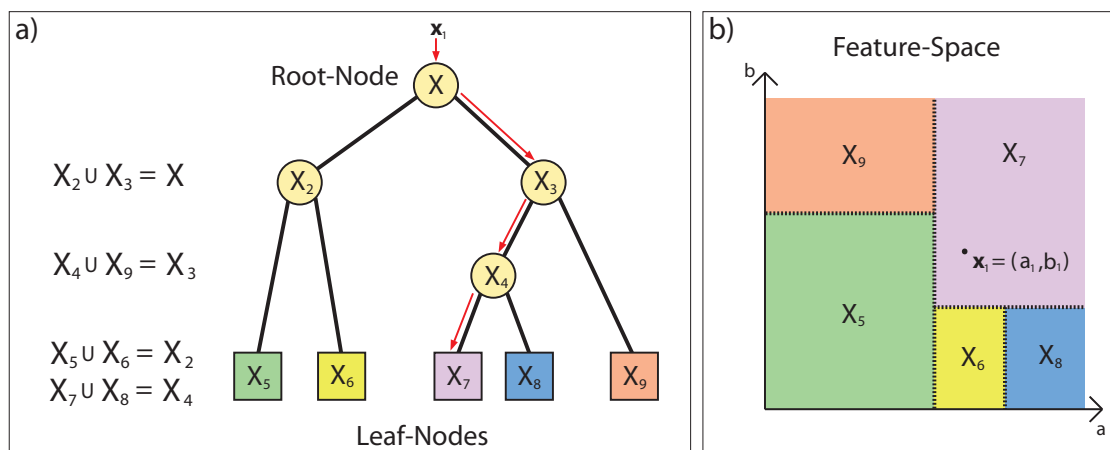 a)
x₁
Root-Node
X
X₂ ∪ X₃ = X
X₂
X₃
X₄ ∪ X₉ = X₃
X₄
X₅ ∪ X₆ = X₂
X₇ ∪ X₈ = X₄
X₅
X₆
X₇
X₈
X₉
Leaf-Nodes
b)
Feature-Space
b
X₉
X₇
x₁ = (a₁,b₁)
X₅
X₆
X₈
a